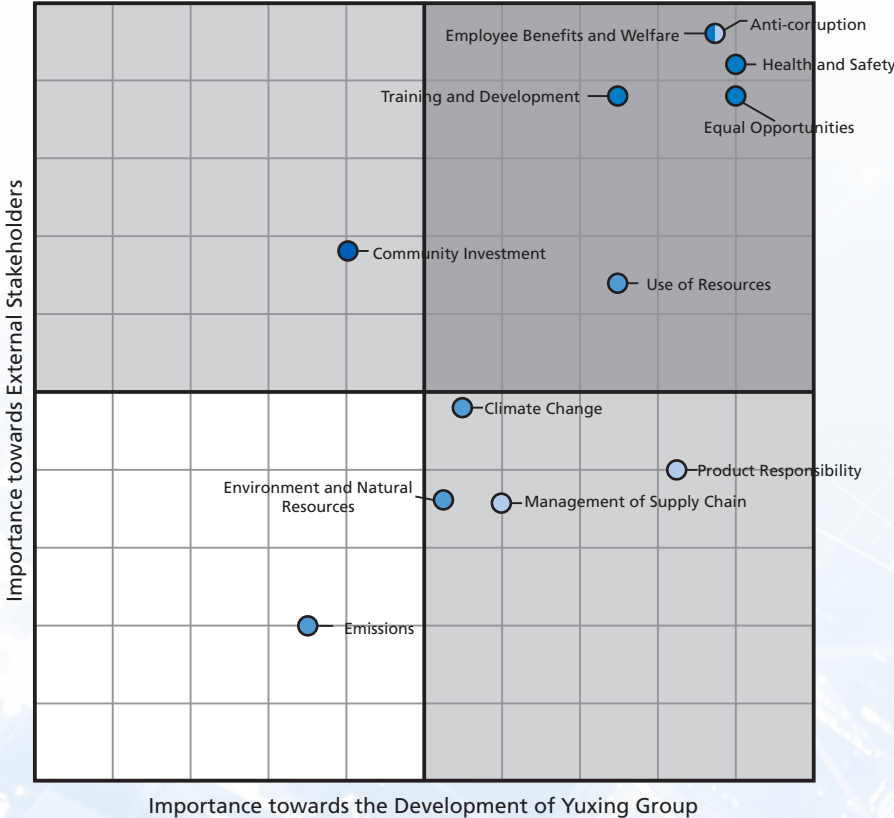 Anti-corruption
Employee Benefits and Welfare
Health and Safety
Training and Development
Equal Opportunities
Community Investment
Use of Resources
Climate Change
Product Responsibility
Environment and Natural
Resources
Management of Supply Chain
Emissions
Importance towards External Stakeholders
Importance towards the Development of Yuxing Group